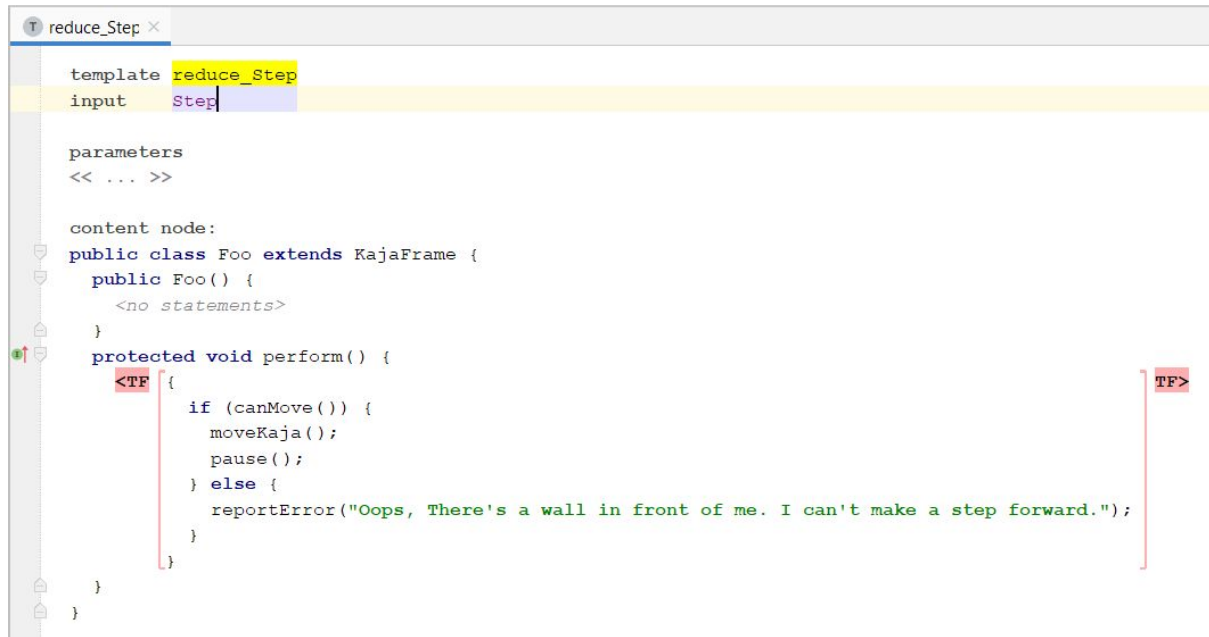 T reduce_Step ×
template reduce_Step
input Step
parameters
<< ... >>
content node:
public class Foo extends KajaFrame {
public Foo() {
<no statements>
}
protected void perform() {
<TF [ { ] TF>
if (canMove()) {
moveKaja();
pause();
} else {
reportError("Oops, There's a wall in front of me. I can't make a step forward.");
}
}
}
}